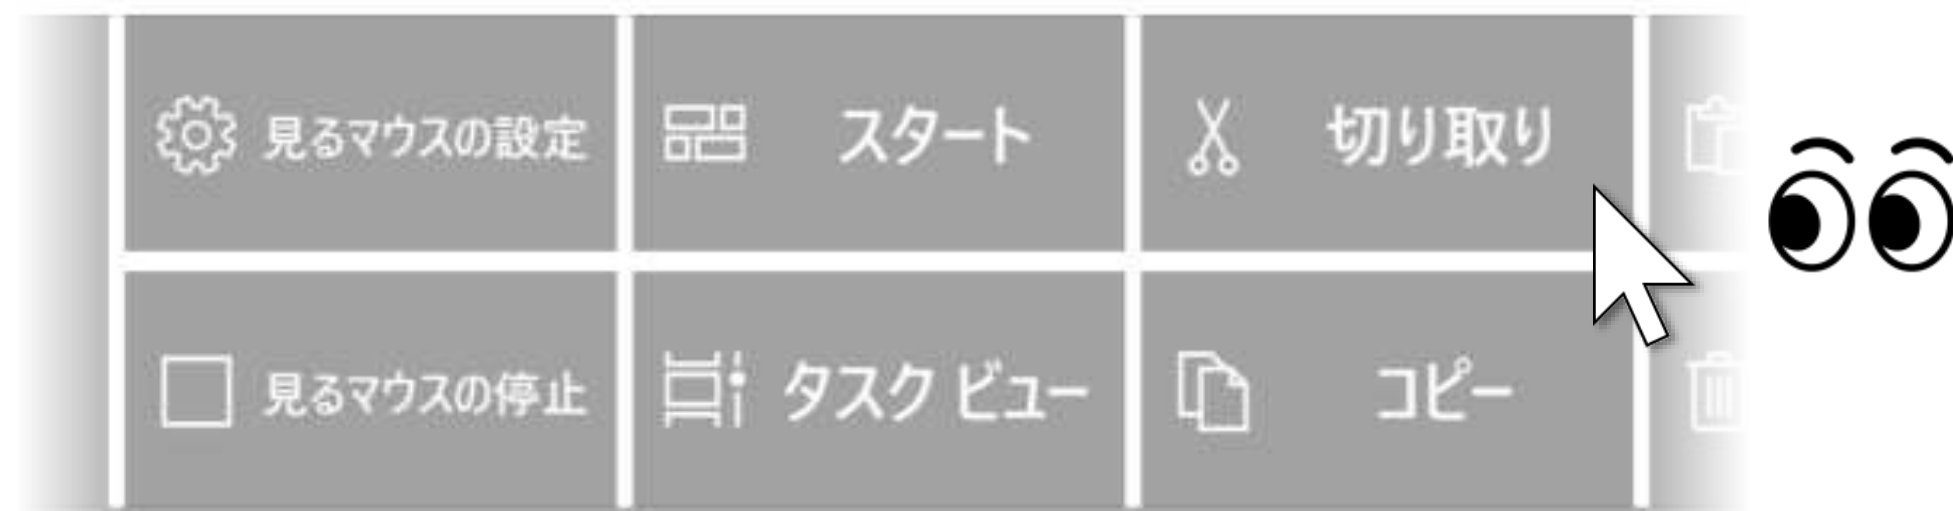 見るマウスの設定
スタート
切り取り
見るマウスの停止
タスク ビュー
コピー